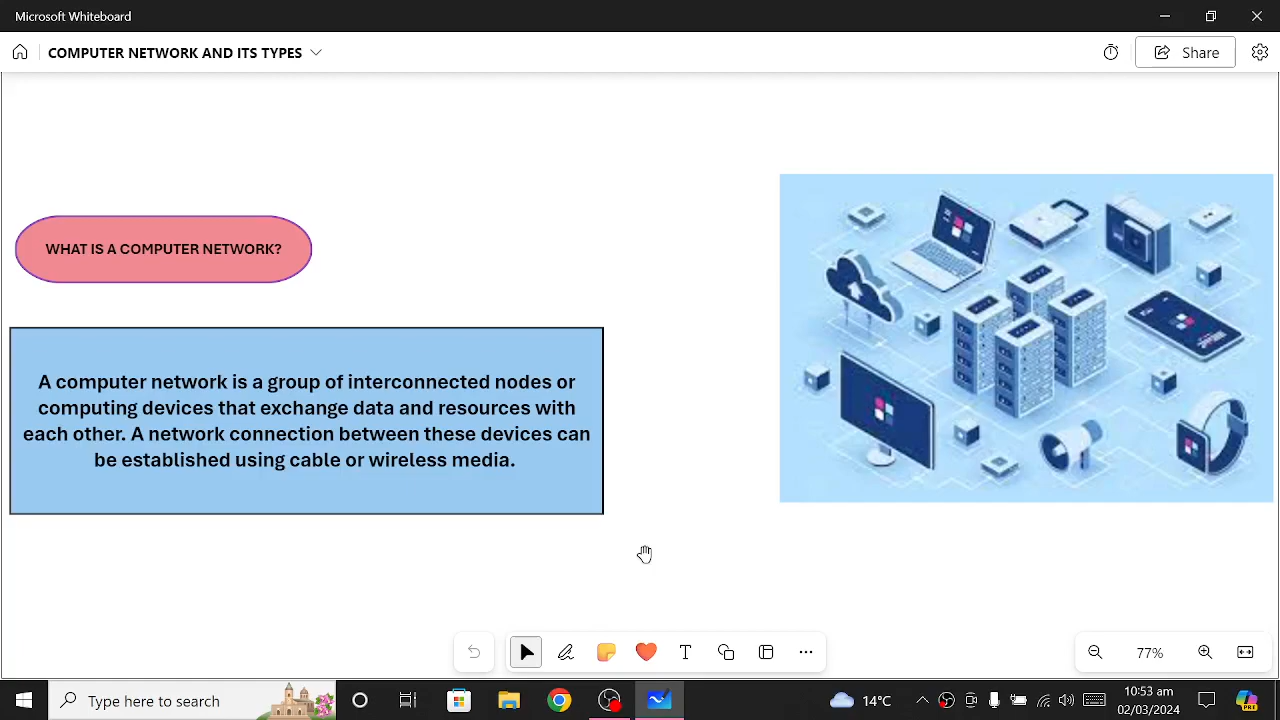 Microsoft Whiteboard
COMPUTER NETWORK AND ITS TYPES
Share
WHAT IS A COMPUTER NETWORK?
A computer network is a group of interconnected nodes or
computing devices that exchange data and resources with
each other. A network connection between these devices can
be established using cable or wireless media.
T
77%
Type here to search
14°C
10:53 am
02/03/2024
PRE